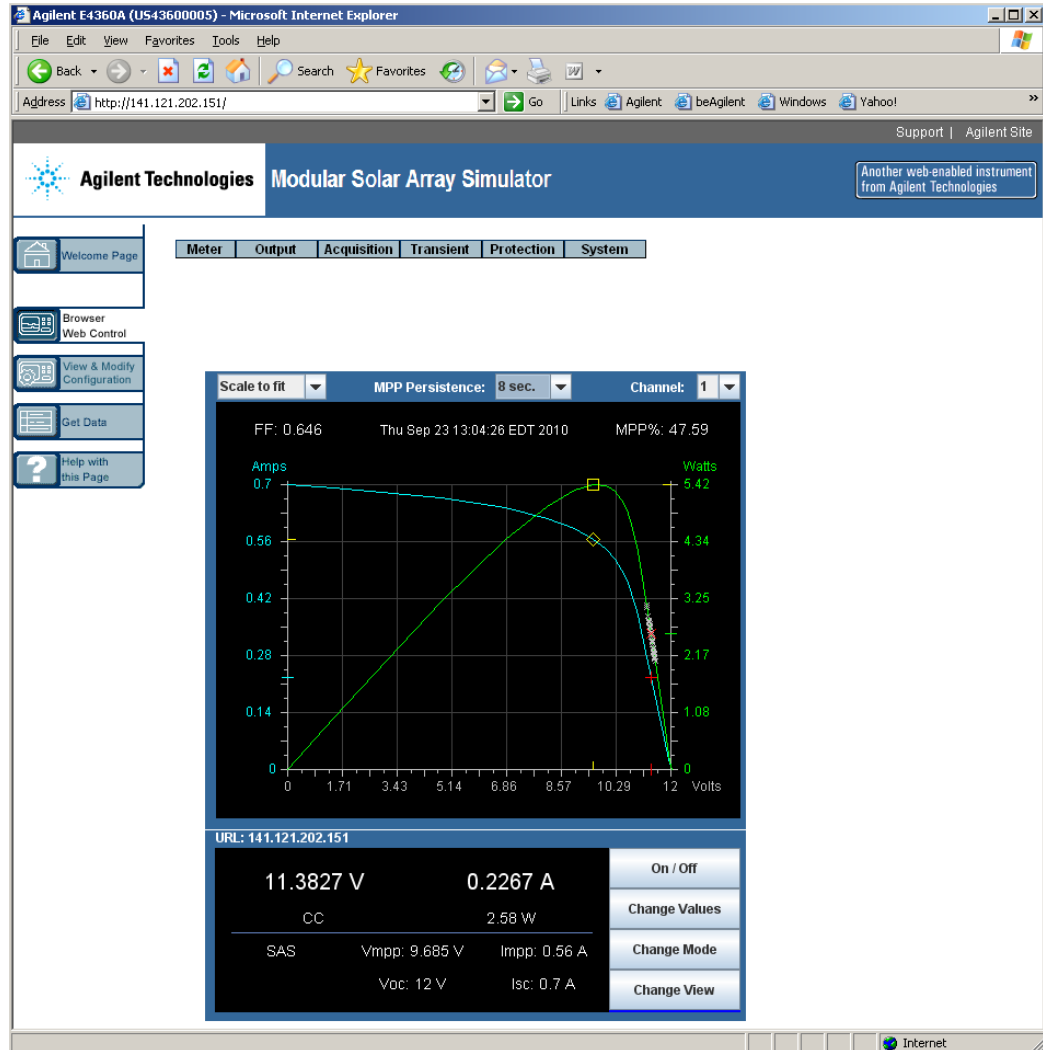 Agilent E4360A (US43600005) - Microsoft Internet Explorer
File Edit View Favorites Tools Help
Back Search Favorites
Address http://141.121.202.151/ Go Links Agilent beAgilent Windows Yahoo! »
Support | Agilent Site
Agilent Technologies Modular Solar Array Simulator
Another web-enabled instrument
from Agilent Technologies
Welcome Page
Meter Output Acquisition Transient Protection System
Browser
Web Control
View & Modify
Configuration
Get Data
Help with
this Page
Scale to fit MPP Persistence: 8 sec. Channel: 1
FF: 0.646 Thu Sep 23 13:04:26 EDT 2010 MPP%: 47.59
Amps Watts
0.7 5.42
0.56 4.34
0.42 3.25
0.28 2.17
0.14 1.08
0 0
0 1.71 3.43 5.14 6.86 8.57 10.29 12 Volts
URL: 141.121.202.151
11.3827 V 0.2267 A
CC 2.58 W
SAS Vmpp: 9.685 V Impp: 0.56 A
Voc: 12 V Isc: 0.7 A
On / Off
Change Values
Change Mode
Change View
Internet